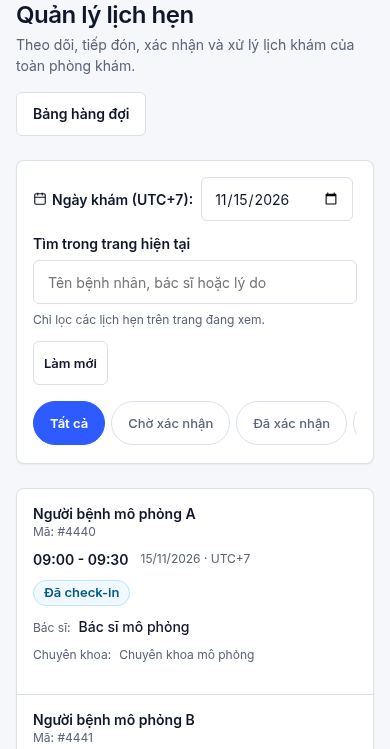 Quản lý lịch hẹn
Theo dõi, tiếp đón, xác nhận và xử lý lịch khám của
toàn phòng khám.
Bảng hàng đợi
Ngày khám (UTC+7): 11/15/2026
Tìm trong trang hiện tại
Tên bệnh nhân, bác sĩ hoặc lý do
Chỉ lọc các lịch hẹn trên trang đang xem.
Làm mới
Tất cả Chờ xác nhận Đã xác nhận
Người bệnh mô phỏng A
Mã: #4440
09:00 - 09:30 15/11/2026 · UTC+7
Đã check-in
Bác sĩ: Bác sĩ mô phỏng
Chuyên khoa: Chuyên khoa mô phỏng
Người bệnh mô phỏng B
Mã: #4441